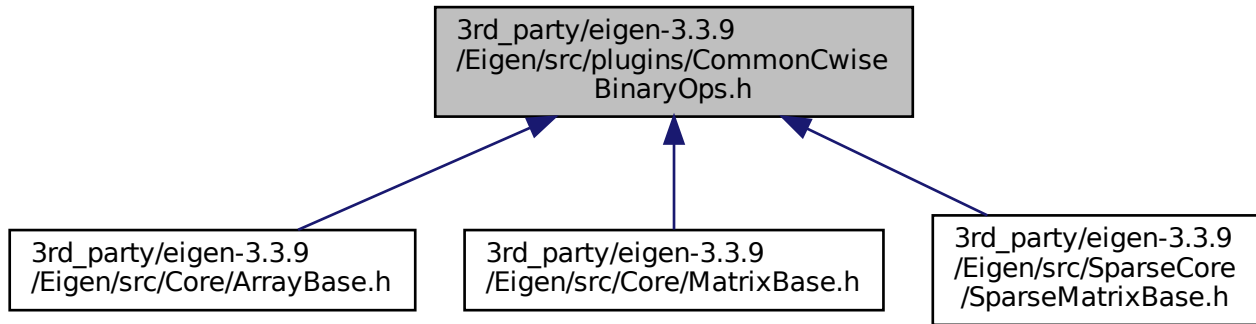 3rd_party/eigen-3.3.9
/Eigen/src/plugins/CommonCwise
BinaryOps.h
3rd_party/eigen-3.3.9
/Eigen/src/Core/ArrayBase.h
3rd_party/eigen-3.3.9
/Eigen/src/Core/MatrixBase.h
3rd_party/eigen-3.3.9
/Eigen/src/SparseCore
/SparseMatrixBase.h